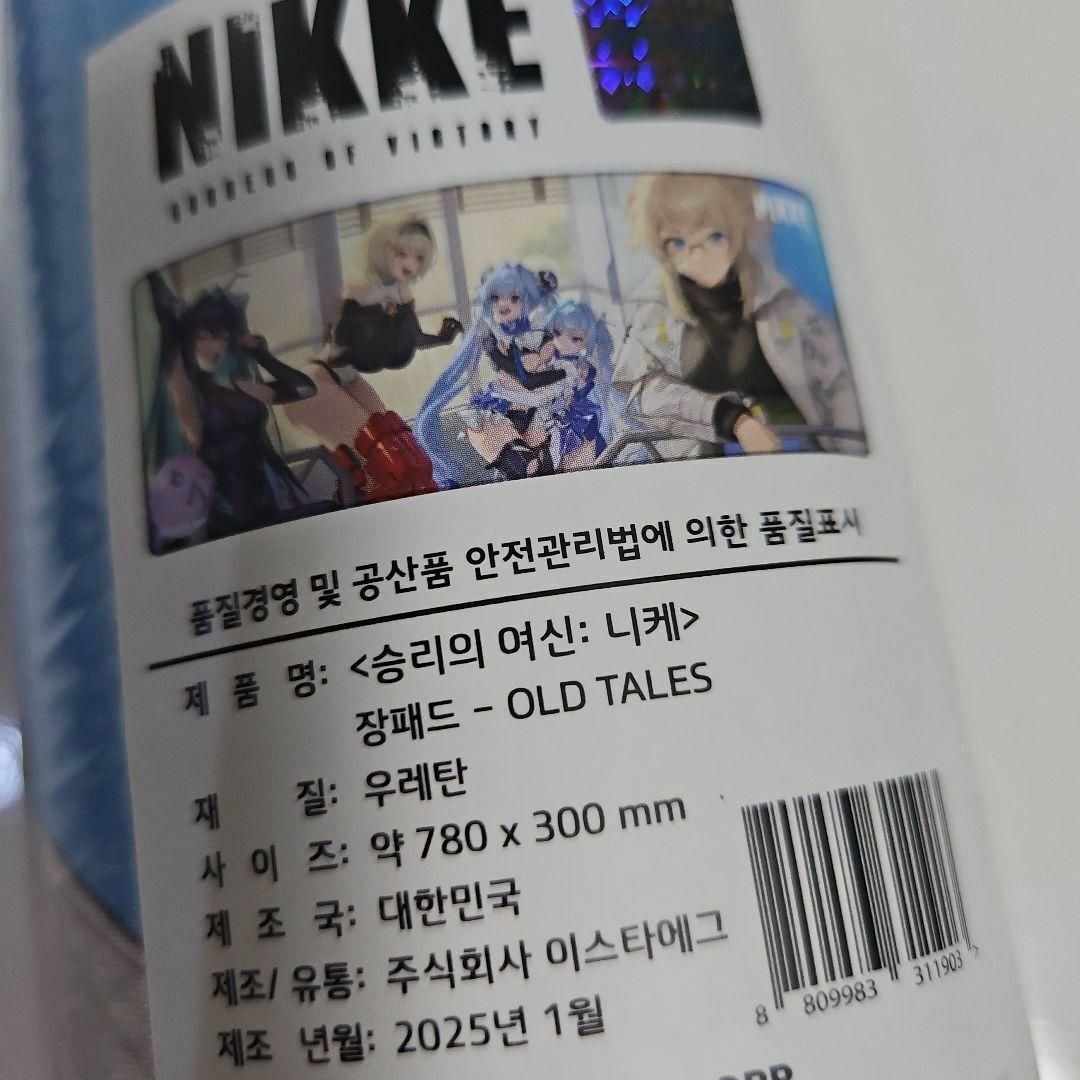 NIKKE
GODDESS OF VICTORY
NIKKE
품질경영 및 공산품 안전관리법에 의한 품질표시
제 품 명: <승리의 여신: 니케>
장패드 - OLD TALES
재 질: 우레탄
사 이 즈: 약 780 x 300 mm
제 조 국: 대한민국
제조/ 유통: 주식회사 이스타에그
제조 년월: 2025년 1월
8 809983 311903